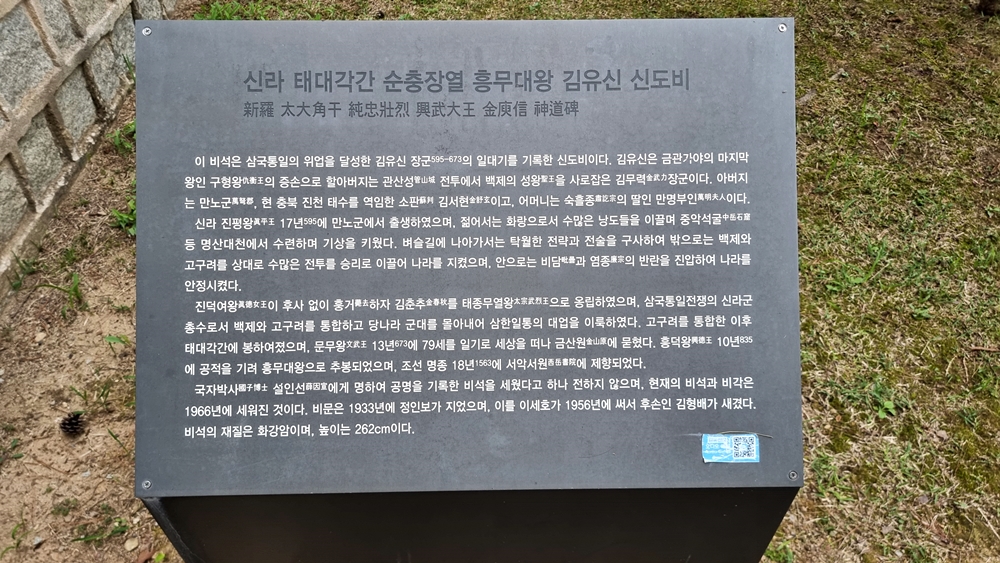 신라 태대각간 순충장열 흥무대왕 김유신 신도비
新羅 太大角干 純忠壯烈 興武大王 金庾信 神道碑
이 비석은 삼국통일의 위업을 달성한 김유신 장군595~673의 일대기를 기록한 신도비이다. 김유신은 금관가야의 마지막
왕인 구형왕仇衡王의 증손으로 할아버지는 관산성管山城 전투에서 백제의 성왕聖王을 사로잡은 김무력金武力장군이다. 아버지
는 만노군萬弩郡, 현 충북 진천 태수를 역임한 소판蘇判 김서현金舒玄이고, 어머니는 숙흘종肅訖宗의 딸인 만명부인萬明夫人이다.
신라 진평왕眞平王 17년595에 만노군에서 출생하였으며, 젊어서는 화랑으로서 수많은 낭도들을 이끌며 중악석굴中岳石窟
등 명산대천에서 수련하며 기상을 키웠다. 벼슬길에 나아가서는 탁월한 전략과 전술을 구사하여 밖으로는 백제와
고구려를 상대로 수많은 전투를 승리로 이끌어 나라를 지켰으며, 안으로는 비담毗曇과 염종廉宗의 반란을 진압하여 나라를
안정시켰다.
진덕여왕眞德女王이 후사 없이 훙거薨去하자 김춘추金春秋를 태종무열왕太宗武烈王으로 옹립하였으며, 삼국통일전쟁의 신라군
총수로서 백제와 고구려를 통합하고 당나라 군대를 몰아내어 삼한일통의 대업을 이룩하였다. 고구려를 통합한 이후
태대각간에 봉하여졌으며, 문무왕文武王 13년673에 79세를 일기로 세상을 떠나 금산원金山原에 묻혔다. 흥덕왕興德王 10년835
에 공적을 기려 흥무대왕으로 추봉되었으며, 조선 명종 18년1563에 서악서원西岳書院에 제향되었다.
국자박사國子博士 설인선薛因宣에게 명하여 공명을 기록한 비석을 세웠다고 하나 전하지 않으며, 현재의 비석과 비각은
1966년에 세워진 것이다. 비문은 1933년에 정인보가 지었으며, 이를 이세호가 1956년에 써서 후손인 김형배가 새겼다.
비석의 재질은 화강암이며, 높이는 262cm이다.